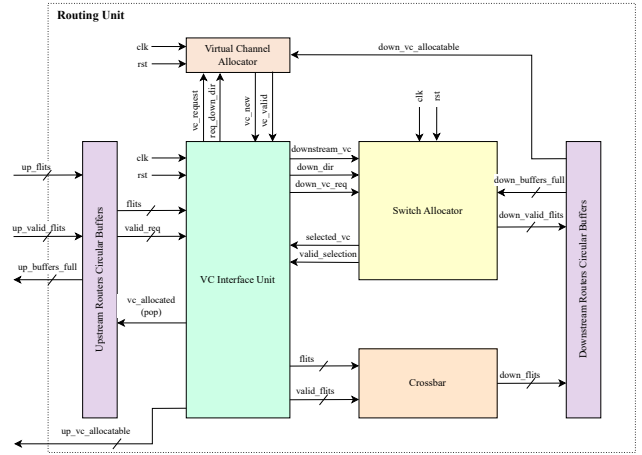 Routing Unit
clk
rst
Virtual Channel
Allocator
down_vc_allocatable
vc_request
req_down_dir
vc_new
vc_valid
clk
rst
clk
rst
downstream_vc
down_dir
down_vc_req
up_flits
up_valid_flits
up_buffers_full
Upstream Routers Circular Buffers
flits
valid_req
vc_allocated
(pop)
VC Interface Unit
selected_vc
valid_selection
Switch Allocator
down_buffers_full
down_valid_flits
Downstream Routers Circular Buffers
flits
valid_flits
Crossbar
down_flits
up_vc_allocatable